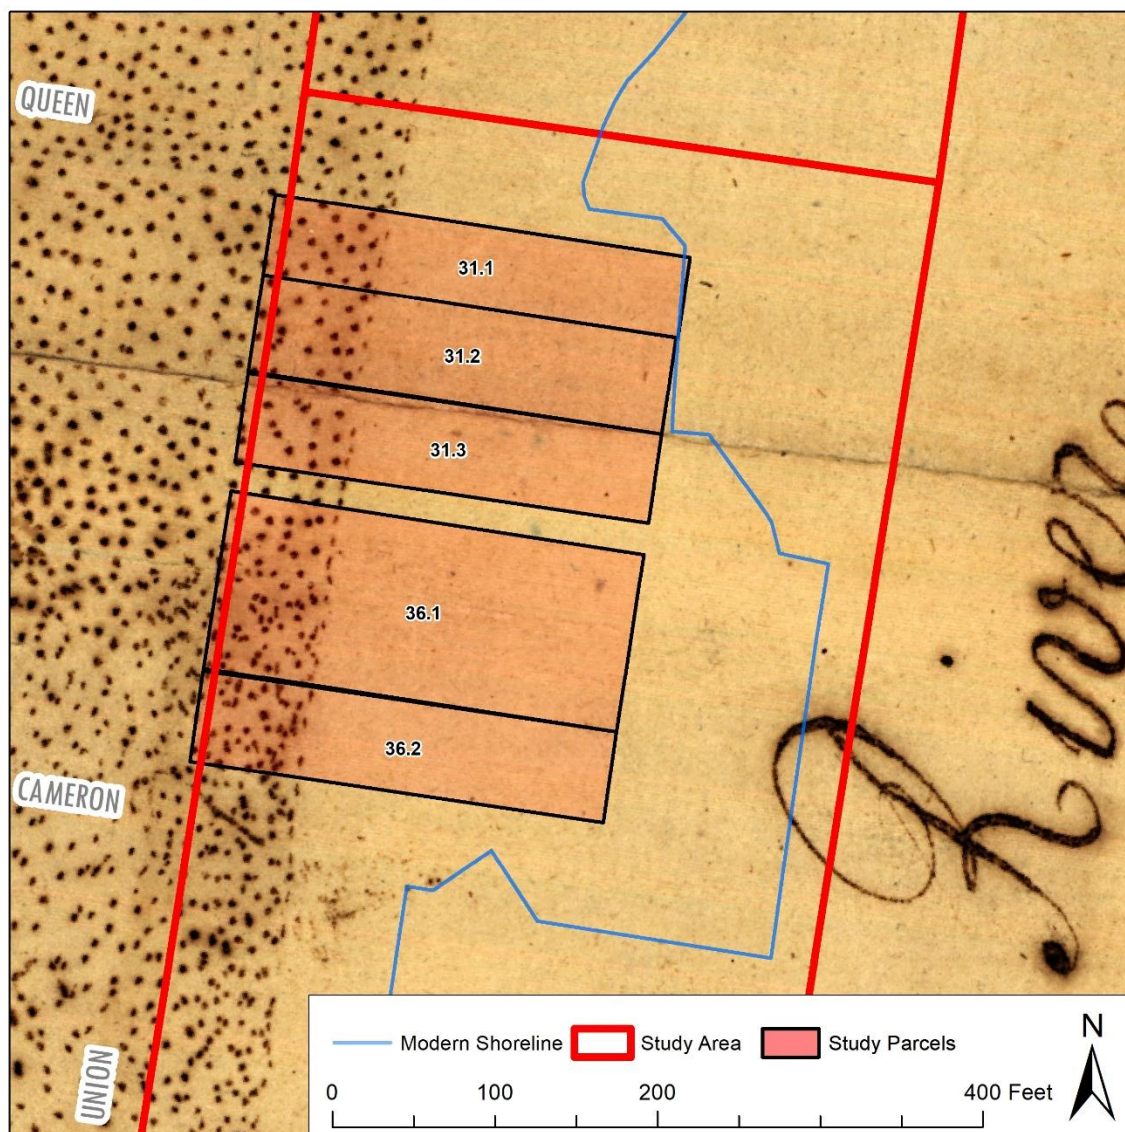 QUEEN
31.1
31.2
31.3
36.1
36.2
CAMERON
UNION
Modern Shoreline
Study Area
Study Parcels
N
0 100 200 400 Feet